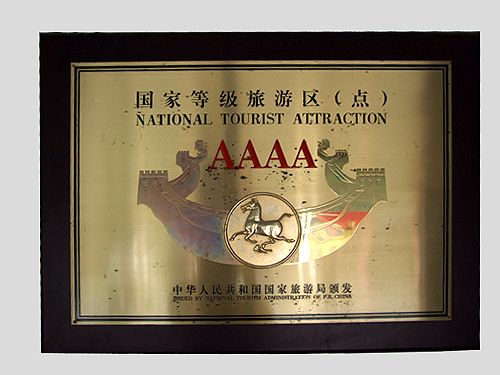 国家等级旅游区（点）
NATIONAL TOURIST ATTRACTION
AAAA
中华人民共和国国家旅游局颁发
ISSUED BY NATIONAL TOURISM ADMINISTRATION OF P.R.CHINA